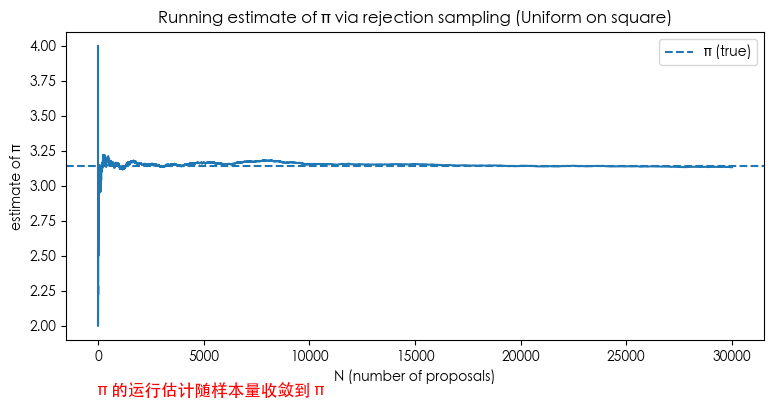 Running estimate of π via rejection sampling (Uniform on square)
π (true)
estimate of π
4.00
3.75
3.50
3.25
3.00
2.75
2.50
2.25
2.00
0 5000 10000 15000 20000 25000 30000
N (number of proposals)
π 的运行估计随样本量收敛到 π